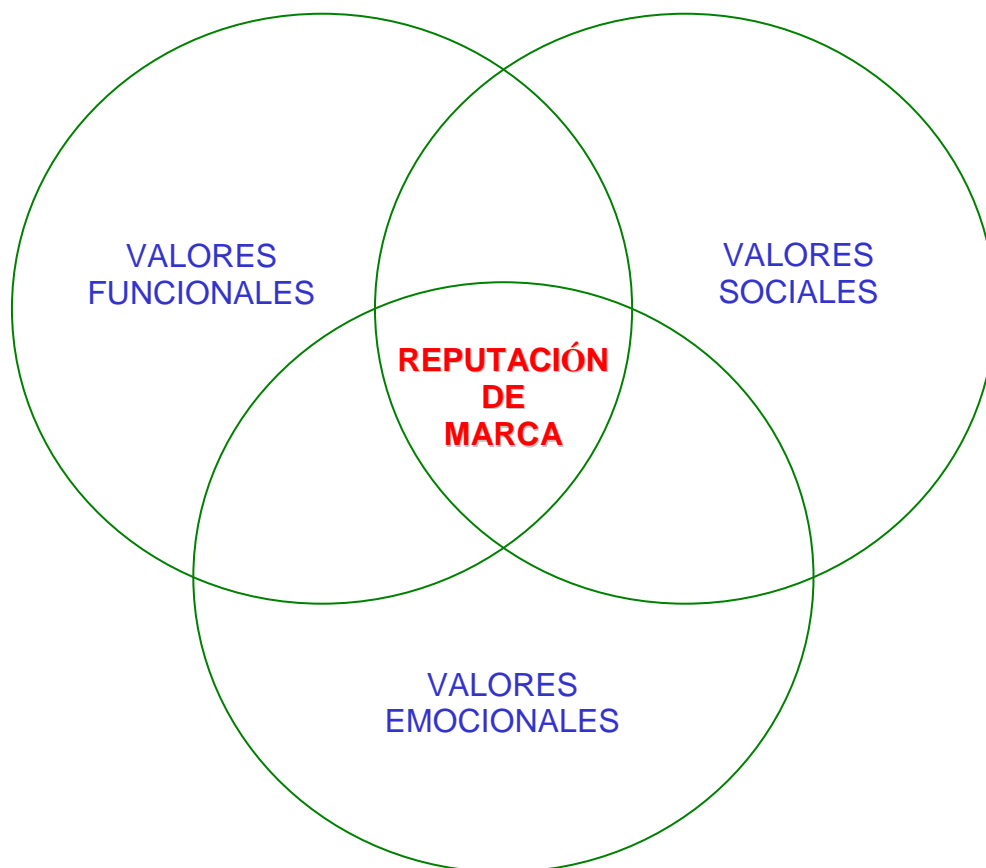 VALORES
FUNCIONALES
VALORES
SOCIALES
REPUTACIÓN
DE
MARCA
VALORES
EMOCIONALES